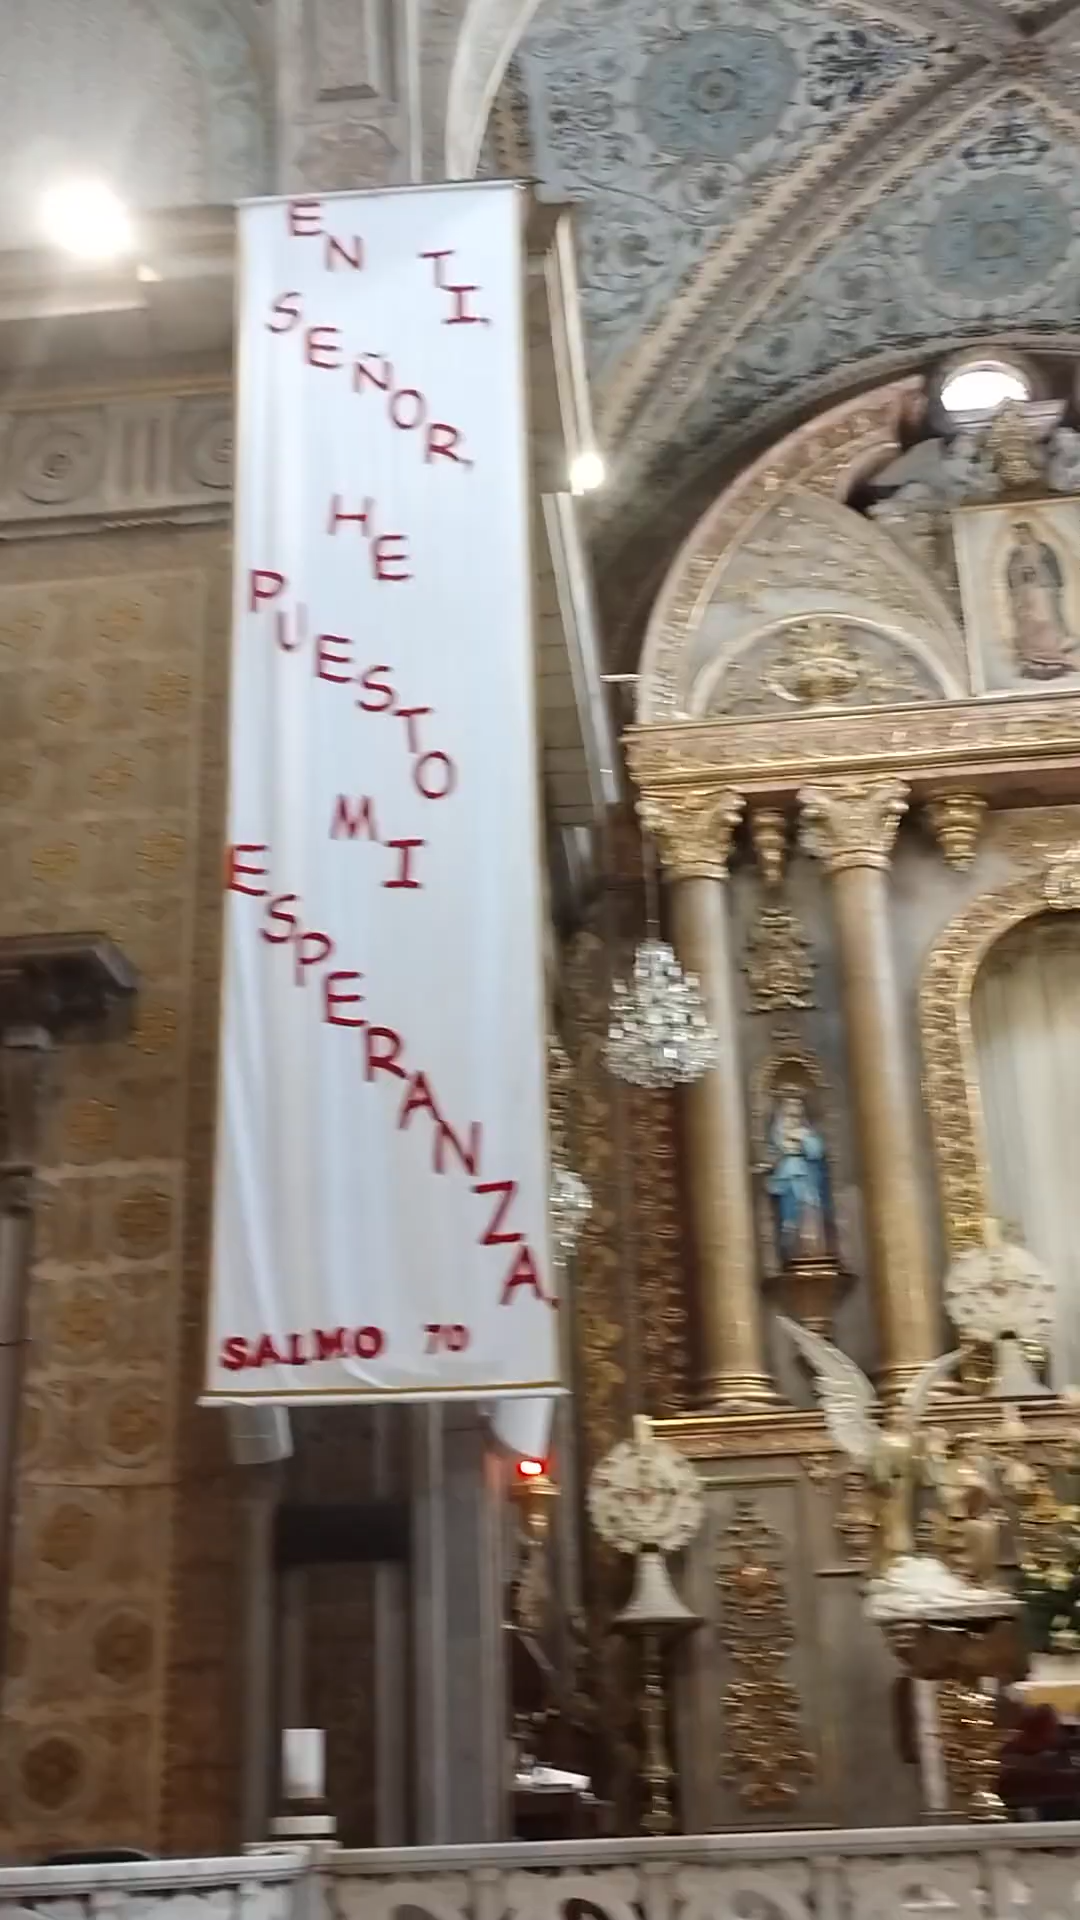 EN TI,
SEÑOR,
HE
PUESTO
MI
ESPERANZA.
SALMO 70